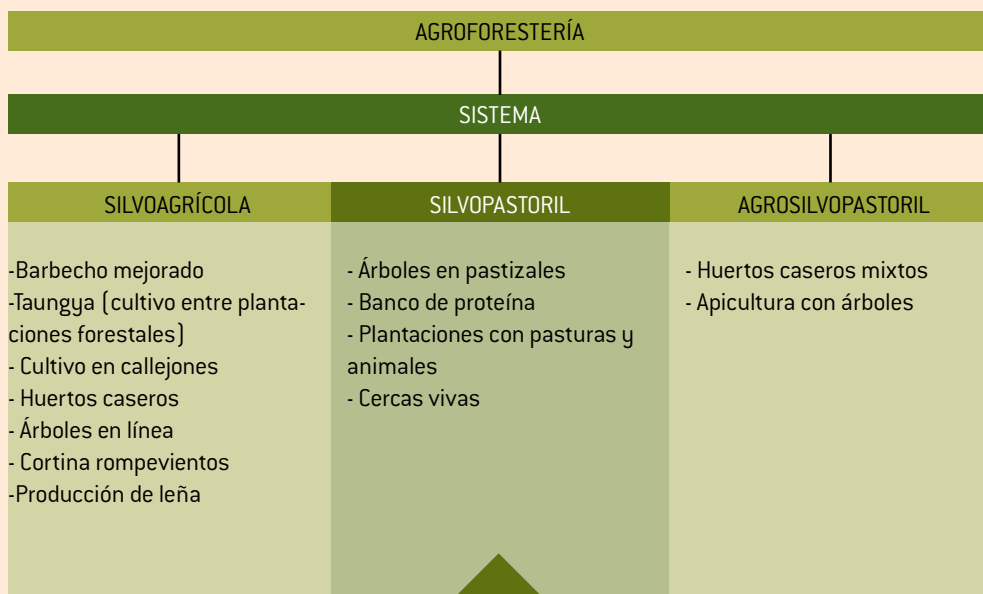 AGROFORESTERÍA
SISTEMA
SILVOAGRÍCOLA
-Barbecho mejorado
-Taungya (cultivo entre planta-
ciones forestales)
- Cultivo en callejones
- Huertos caseros
- Árboles en línea
- Cortina rompevientos
-Producción de leña
SILVOPASTORIL
- Árboles en pastizales
- Banco de proteína
- Plantaciones con pasturas y
animales
- Cercas vivas
AGROSILVOPASTORIL
- Huertos caseros mixtos
- Apicultura con árboles